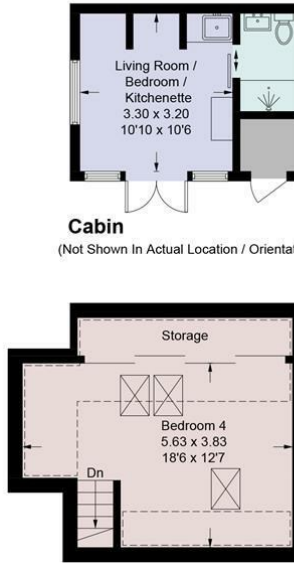 Living Room /
Bedroom /
Kitchenette
3.30 x 3.20
10'10 x 10'6
Cabin
(Not Shown In Actual Location / Orientat
Storage
Bedroom 4
5.63 x 3.83
18'6 x 12'7
Dn